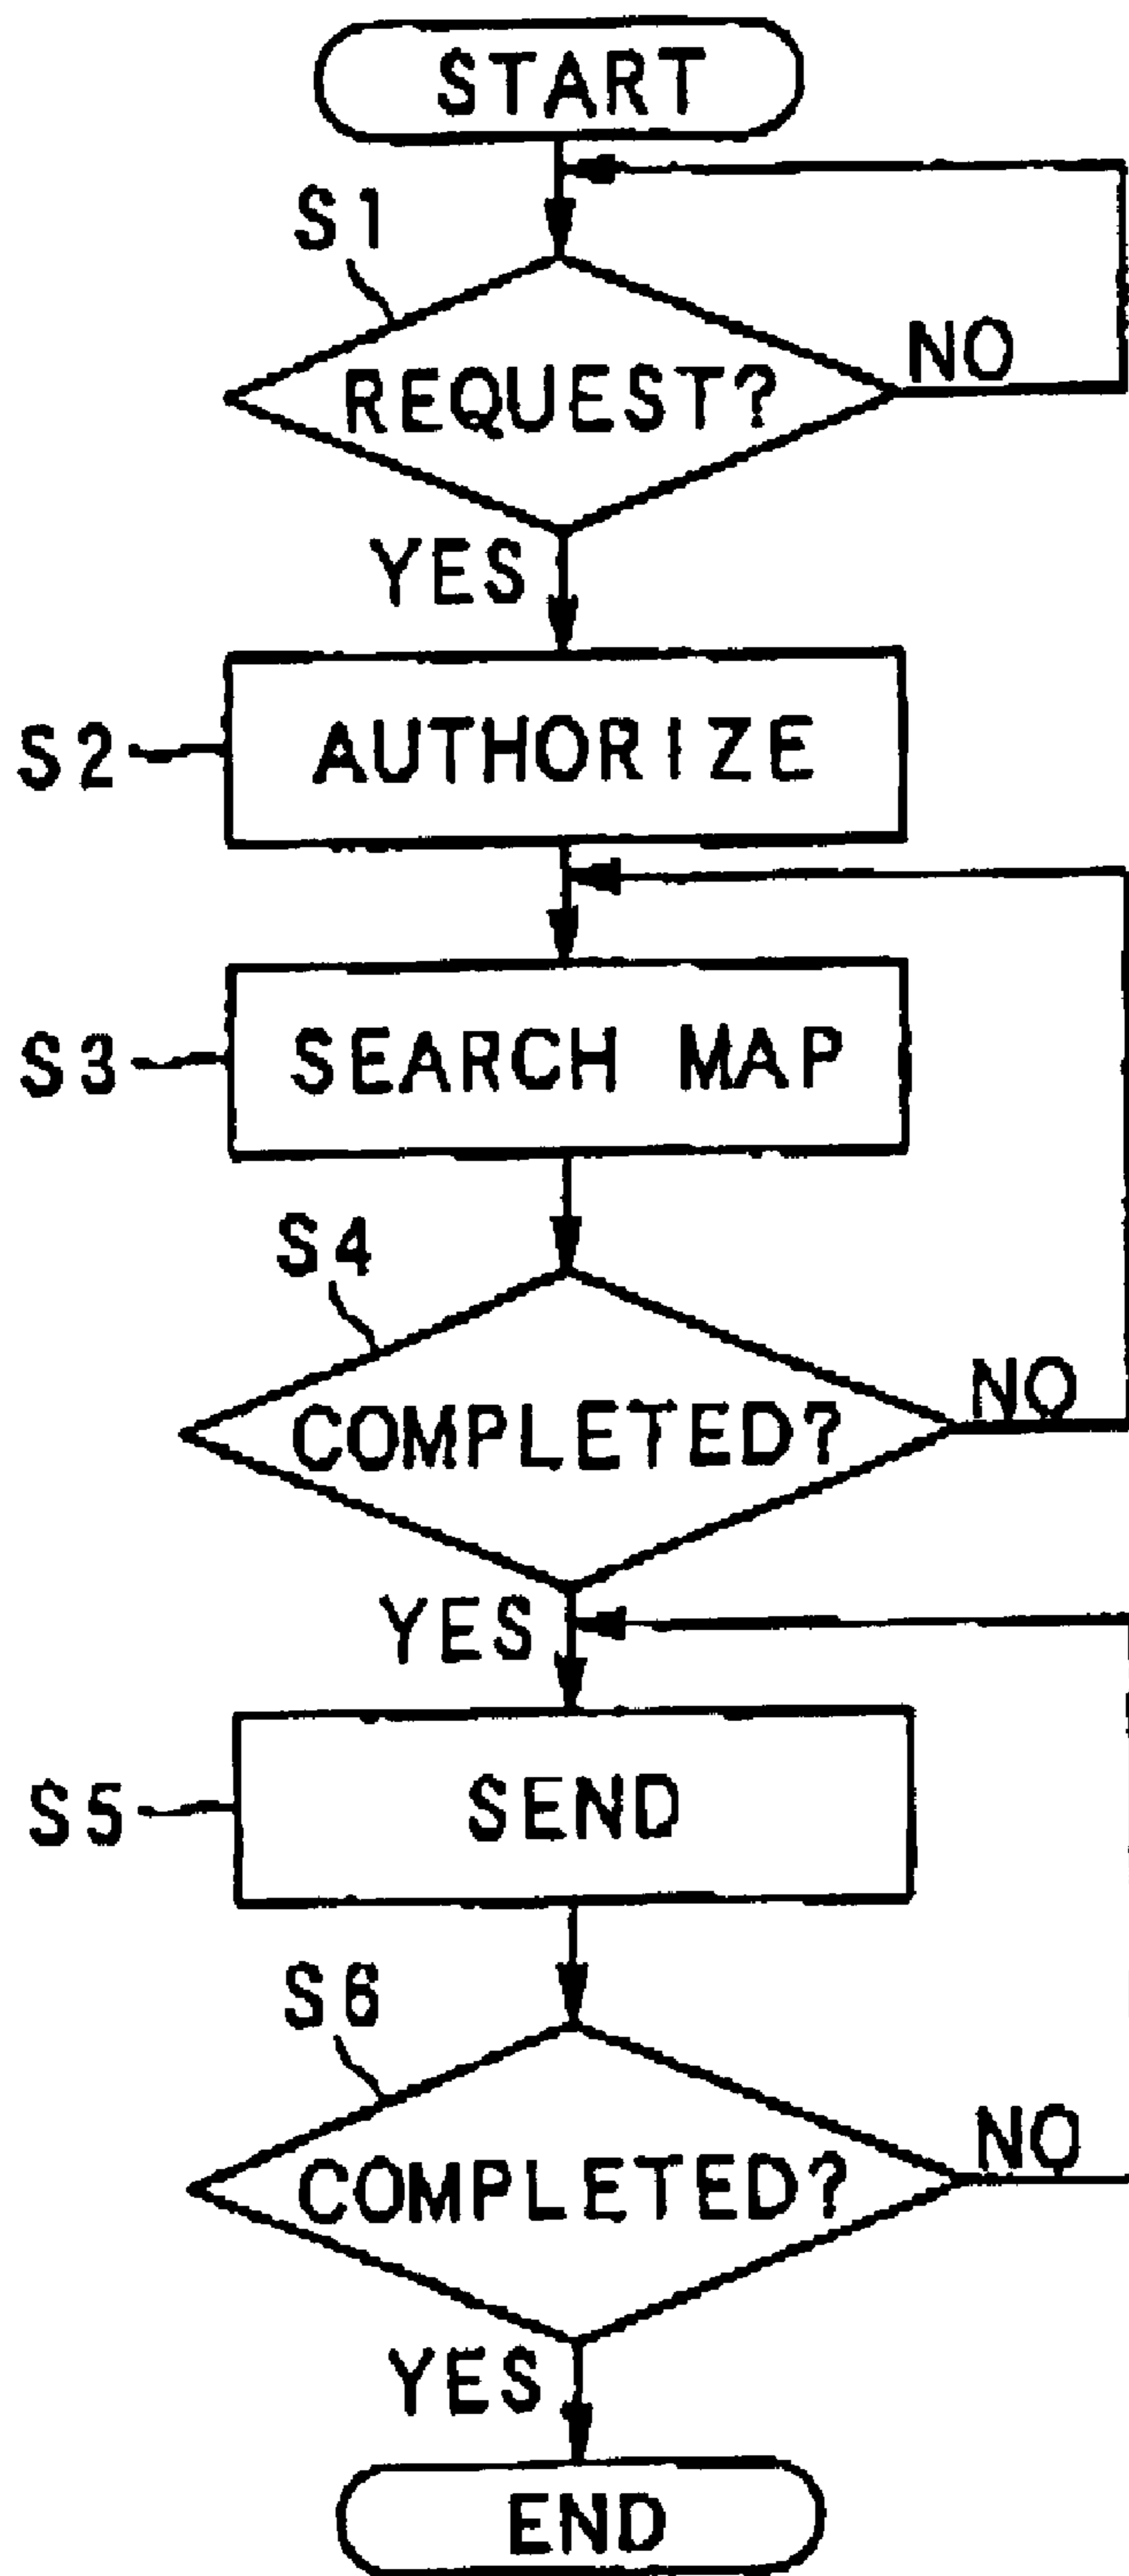 START
S1
REQUEST?
NO
YES
S2
AUTHORIZE
S3
SEARCH MAP
S4
COMPLETED?
NO
YES
S5
SEND
S6
COMPLETED?
NO
YES
END